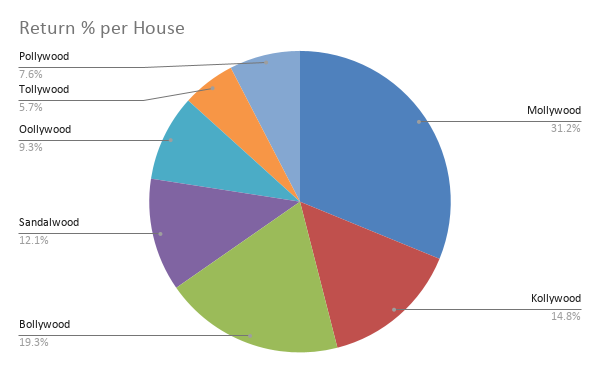 Return % per House
Pollywood
7.6%
Tollywood
5.7%
Oollywood
9.3%
Sandalwood
12.1%
Bollywood
19.3%
Mollywood
31.2%
Kollywood
14.8%